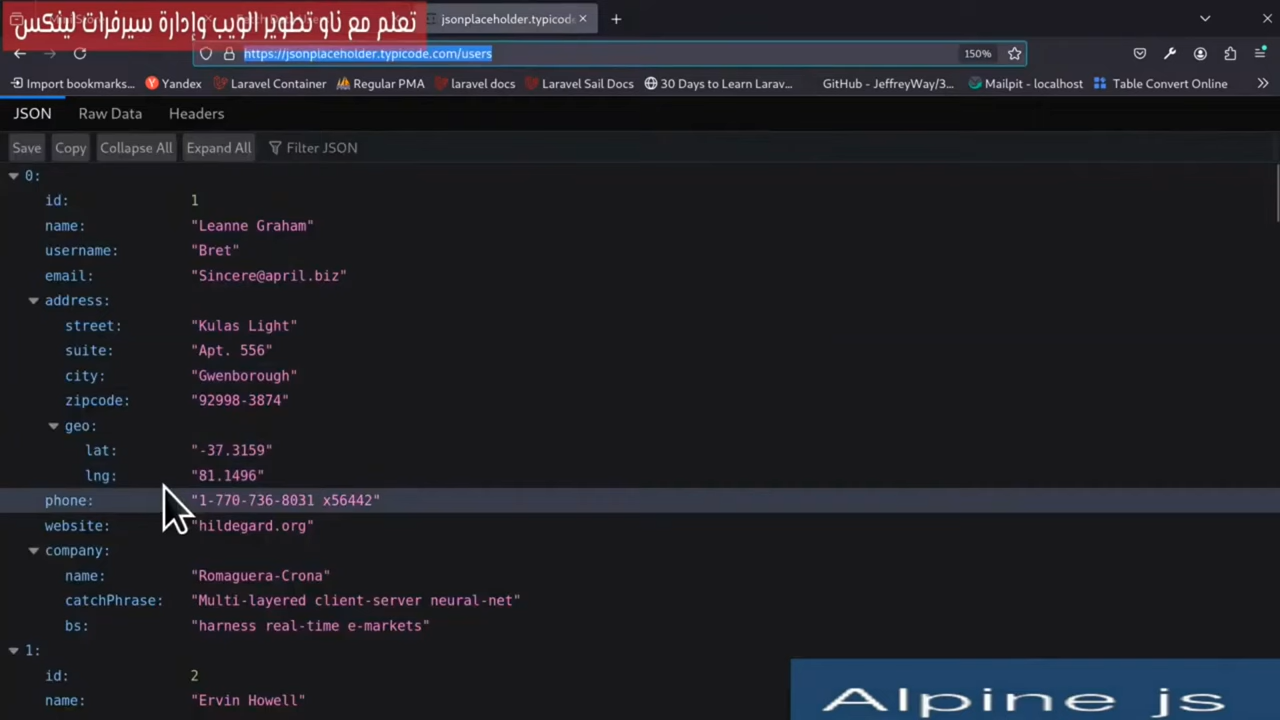 تعلم مع ناو تطوير الويب وإدارة سيرفرات لينكس
jsonplaceholder.typicode
https://jsonplaceholder.typicode.com/users
150%
Import bookmarks...
Yandex
Laravel Container
Regular PMA
laravel docs
Laravel Sail Docs
30 Days to Learn Larav...
GitHub - JeffreyWay/3...
Mailpit - localhost
Table Convert Online
JSON
Raw Data
Headers
Save
Copy
Collapse All
Expand All
Filter JSON
0:
id: 1
name: "Leanne Graham"
username: "Bret"
email: "Sincere@april.biz"
address:
street: "Kulas Light"
suite: "Apt. 556"
city: "Gwenborough"
zipcode: "92998-3874"
geo:
lat: "-37.3159"
lng: "81.1496"
phone: "1-770-736-8031 x56442"
website: "hildegard.org"
company:
name: "Romaguera-Crona"
catchPhrase: "Multi-layered client-server neural-net"
bs: "harness real-time e-markets"
1:
id: 2
name: "Ervin Howell"
Alpine js